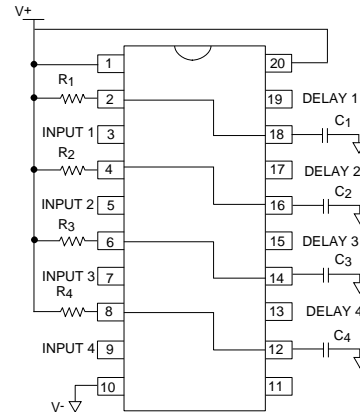 V+
1
20
R1
2
19
DELAY 1
INPUT 1
3
18
C1
R2
4
17
DELAY 2
INPUT 2
5
16
C2
R3
6
15
DELAY 3
INPUT 3
7
14
C3
R4
8
13
DELAY 4
INPUT 4
9
12
C4
V-
10
11